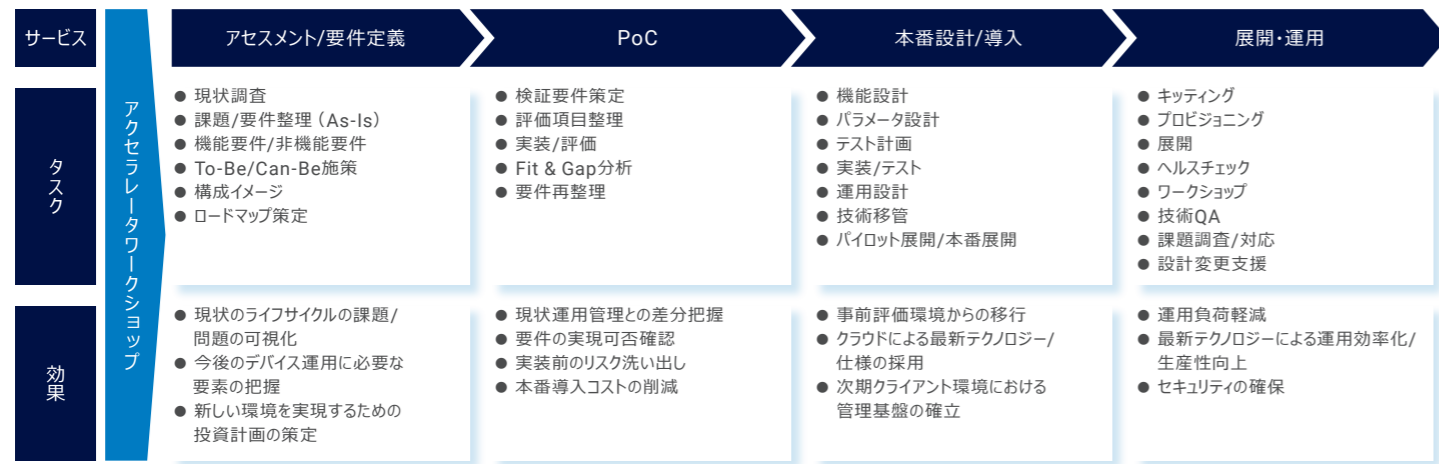 サービス
アクセラレータワークショップ
アセスメント/要件定義
PoC
本番設計/導入
展開・運用
タスク
● 現状調査
● 課題/要件整理（As-Is）
● 機能要件/非機能要件
● To-Be/Can-Be施策
● 構成イメージ
● ロードマップ策定
● 検証要件策定
● 評価項目整理
● 実装/評価
● Fit & Gap分析
● 要件再整理
● 機能設計
● パラメータ設計
● テスト計画
● 実装/テスト
● 運用設計
● 技術移管
● パイロット展開/本番展開
● キッティング
● プロビジョニング
● 展開
● ヘルスチェック
● ワークショップ
● 技術QA
● 課題調査/対応
● 設計変更支援
効果
● 現状のライフサイクルの課題/
問題の可視化
● 今後のデバイス運用に必要な
要素の把握
● 新しい環境を実現するための
投資計画の策定
● 現状運用管理との差分把握
● 要件の実現可否確認
● 実装前のリスク洗い出し
● 本番導入コストの削減
● 事前評価環境からの移行
● クラウドによる最新テクノロジー/
仕様の採用
● 次期クライアント環境における
管理基盤の確立
● 運用負荷軽減
● 最新テクノロジーによる運用効率化/
生産性向上
● セキュリティの確保